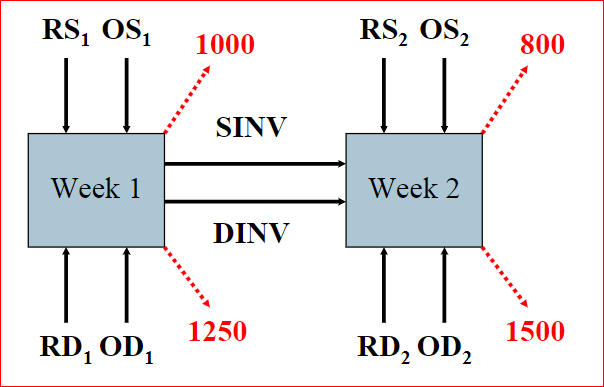 RS₁ OS₁
RS₂ OS₂
1000
800
SINV
Week 1
Week 2
DINV
1250
1500
RD₁ OD₁
RD₂ OD₂